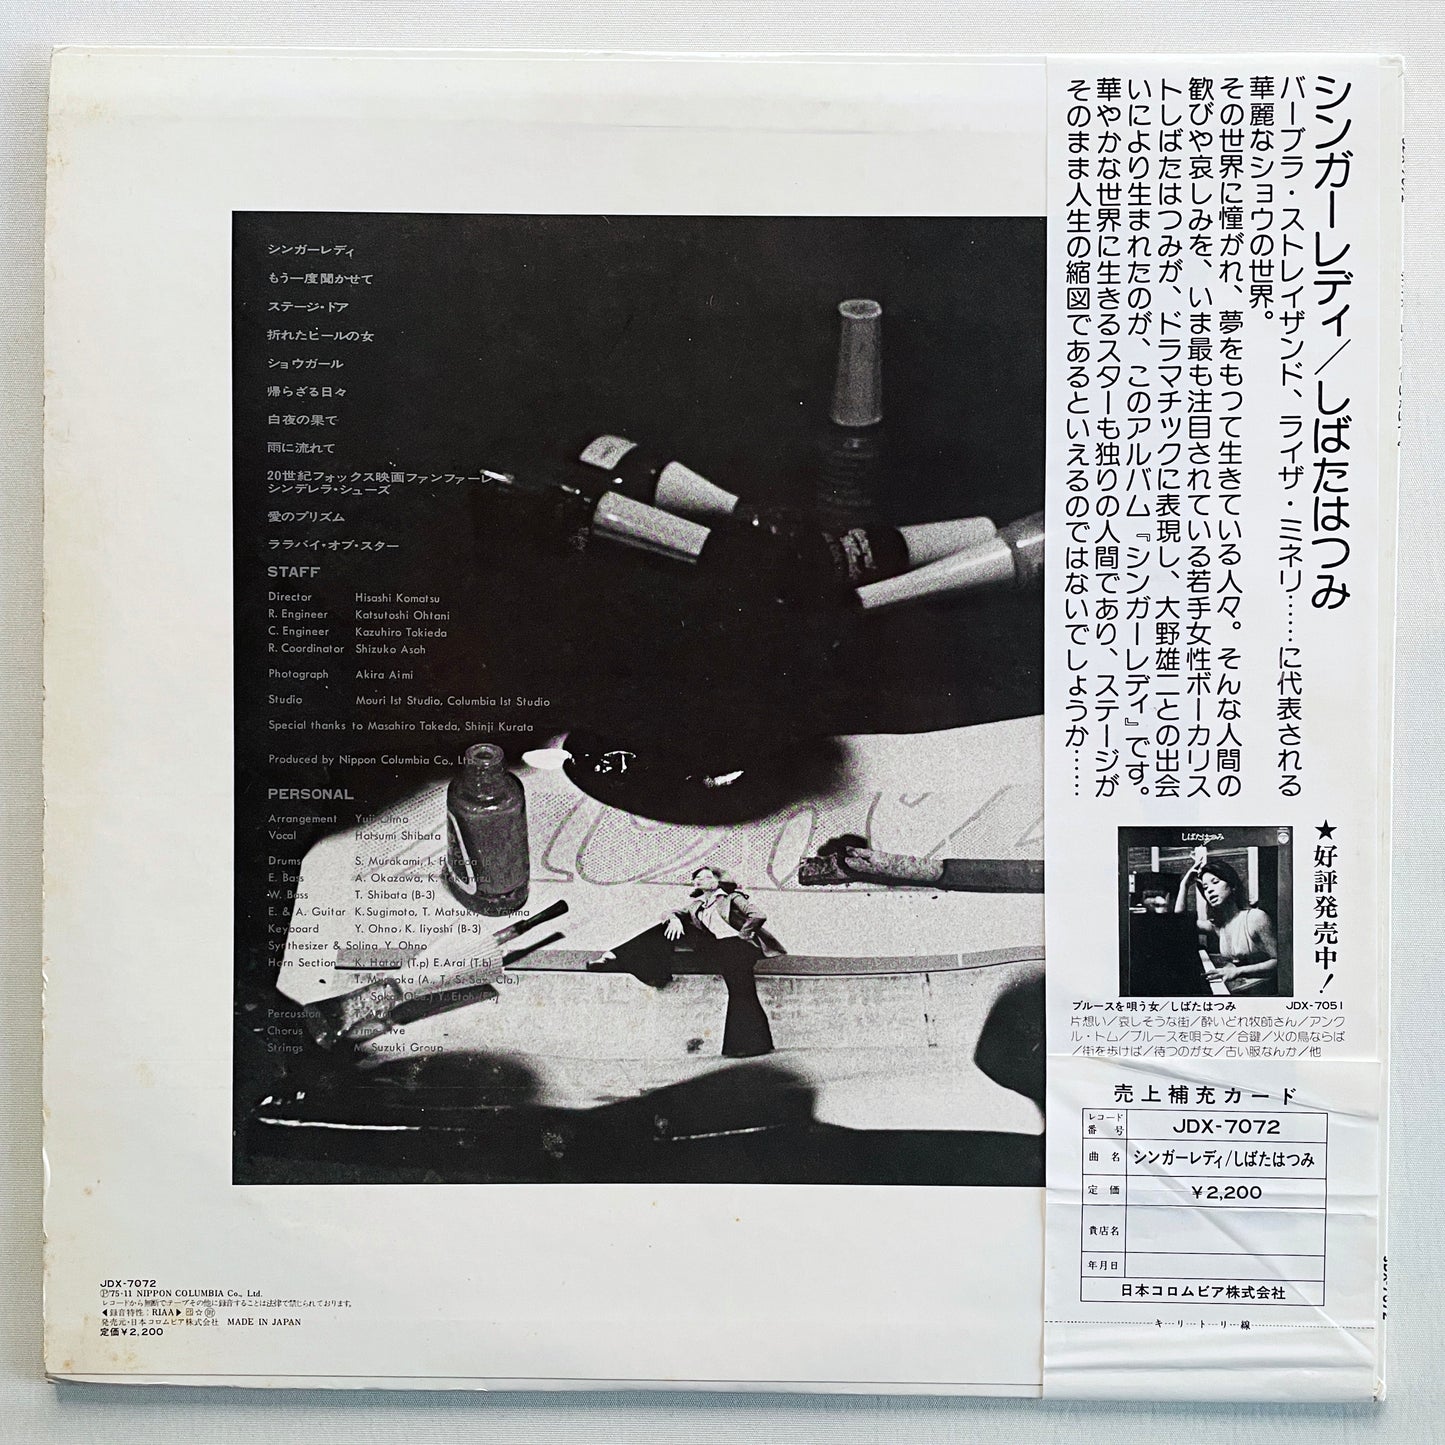 シンガーレディ
もう一度聞かせて
ステージ・ドア
折れたヒールの女
ショウガール
帰らざる日々
白夜の果て
雨に流れて
20世紀フォックス映画ファンファーレ
シンデレラ・シューズ
愛のプリズム
ララバイ・オブ・スター
STAFF
Director Hisashi Komatsu
R. Engineer Katsutoshi Ohtani
C. Engineer Kazuhiro Tokieda
R. Coordinator Shizuko Asoh
Photograph Akira Aimi
Studio Mouri 1st Studio, Columbia 1st Studio
Special thanks to Masahiro Takeda, Shinji Kurata
Produced by Nippon Columbia Co., Ltd.
PERSONAL
Arrangement Yuji Ohno
Vocal Hatsumi Shibata
Drums S. Murakami, I. Harada
E. Bass A. Okazawa, K.
W. Bass T. Shibata (B-3)
E. & A. Guitar K. Sugimoto, T. Matsuki, K. Yajima
Keyboard Y. Ohno, K. Iiyoshi (B-3)
Synthesizer & Solina Y. Ohno
Horn Section K. Hatori (T.p) E. Arai (T.b)
Percussion
Chorus Time Five
Strings M. Suzuki Group
JDX-7072
Ⓟ'75-11 NIPPON COLUMBIA Co., Ltd.
レコードから無断でテープその他に録音することは法律で禁じられております。
◀録音特性：RIAA▶
発売元・日本コロムビア株式会社 MADE IN JAPAN
定価¥2,200
シンガーレディ／しばたはつみ
バーブラ・ストレイザンド、ライザ・ミネリ……に代表される
華麗なショウの世界。
その世界に憧がれ、夢をもつて生きている人々。そんな人間の
歓びや哀しみを、いま最も注目されている若手女性ボーカリス
トしばたはつみが、ドラマチックに表現し、大野雄二との出会
いにより生まれたのが、このアルバム『シンガーレディ』です。
華やかな世界に生きるスターも独りの人間であり、ステージが
そのまま人生の縮図であるといえるのではないでしょうか……
★好評発売中！
しばたはつみ
ブルースを唄う女／しばたはつみ JDX-7051
片想い／哀しそうな街／酔いどれ牧師さん／アンク
ル・トム／ブルースを唄う女／合鍵／火の鳥ならば
／街を歩けば／待つのが女／古い服なんか／他
売上補充カード
レコード番号 JDX-7072
曲名 シンガーレディ/しばたはつみ
定価 ¥2,200
貴店名
年月日
日本コロムビア株式会社
キ・リ・ト・リ・線
JDX-7072